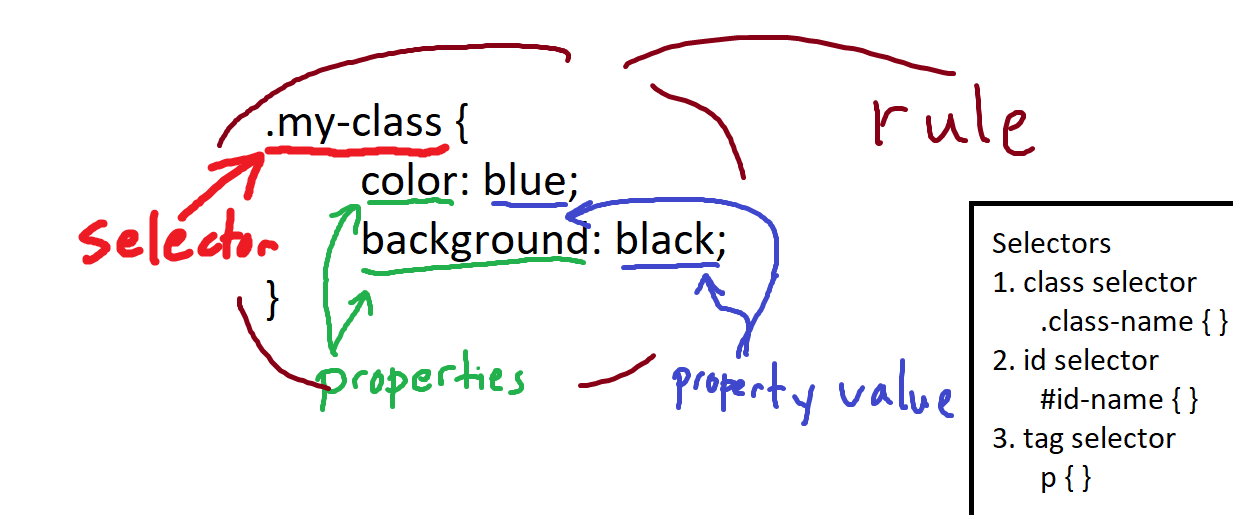 rule
.my-class {
color: blue;
selector
background: black;
}
properties
property value
Selectors
1. class selector
.class-name { }
2. id selector
#id-name { }
3. tag selector
p { }